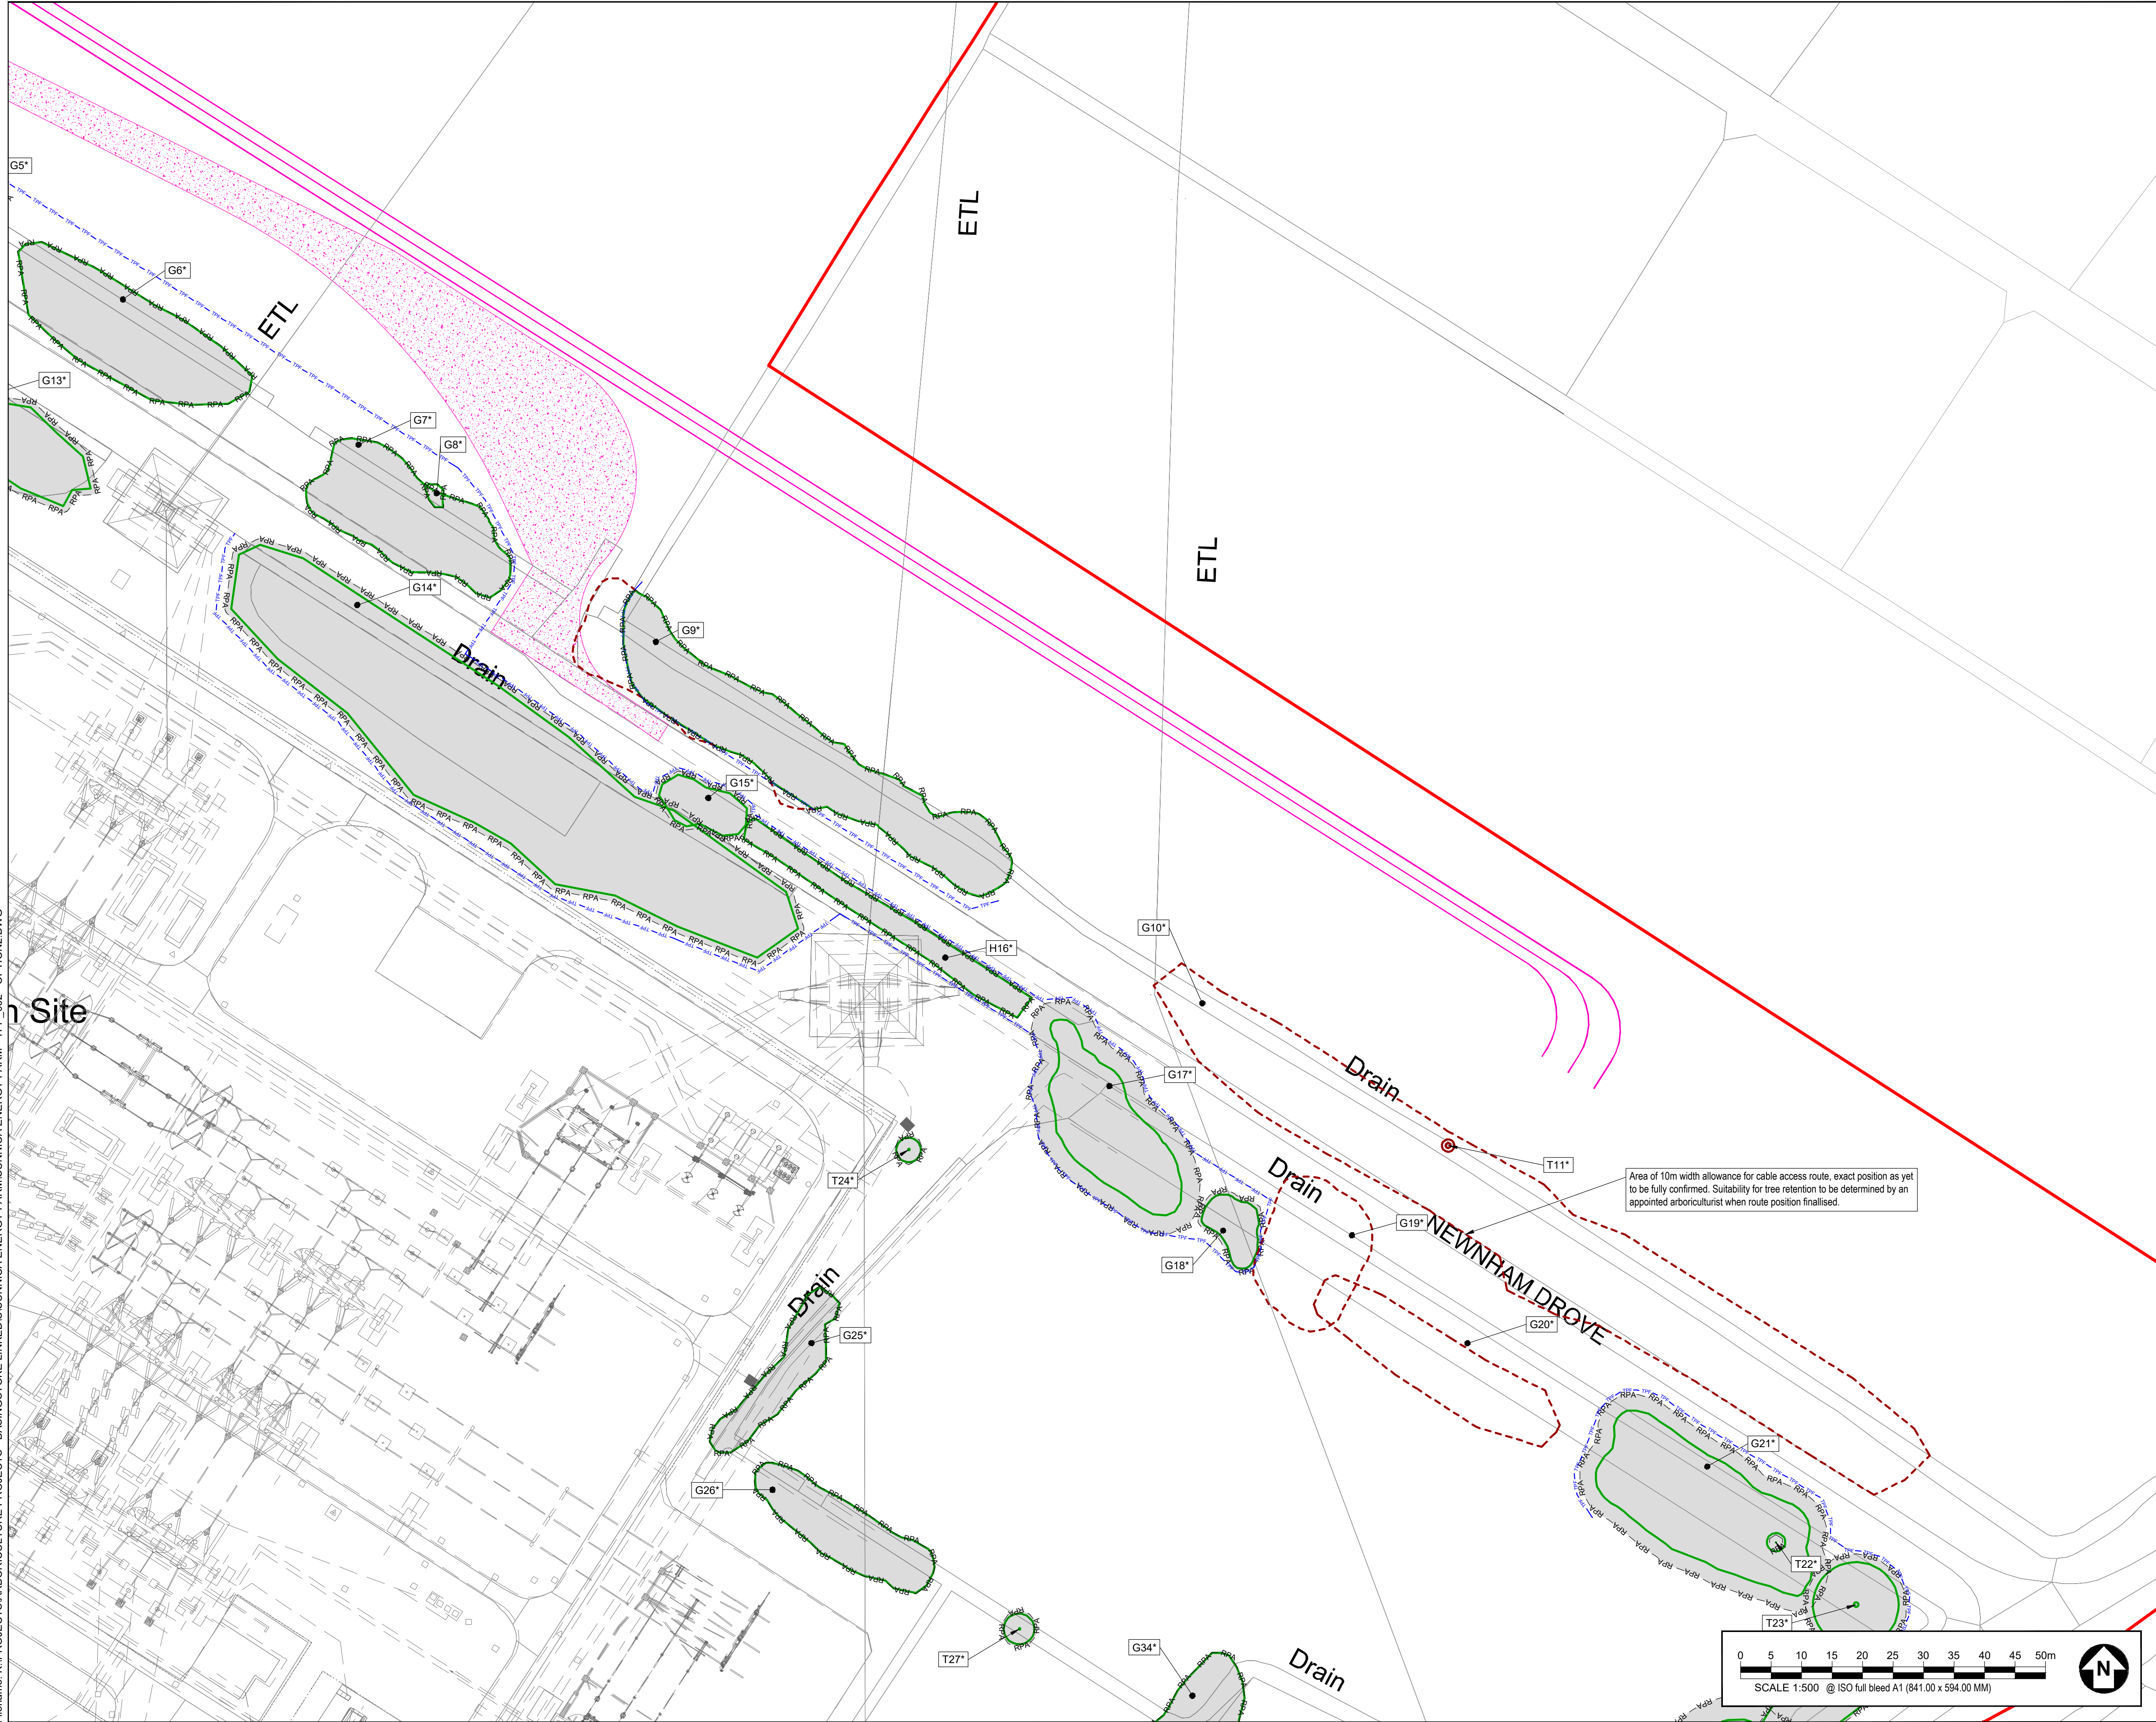 ETL
G5*
G6*
ETL
G13*
G7*
G8*
ETL
G14*
Drain
G9*
G15*
G10*
H16*
n Site
Drain
G17*
T11*
Area of 10m width allowance for cable access route, exact position as yet
to be fully confirmed. Suitability for tree retention to be determined by an
appointed arboriculturist when route position finallised.
T24*
Drain
G19*
NEWNHAM DROVE
G18*
Drain
G25*
G20*
G21*
G26*
T22*
T23*
T27*
G34*
Drain
RPA
TPF
0 5 10 15 20 25 30 35 40 45 50m
SCALE 1:500 @ ISO full bleed A1 (841.00 x 594.00 MM)
N